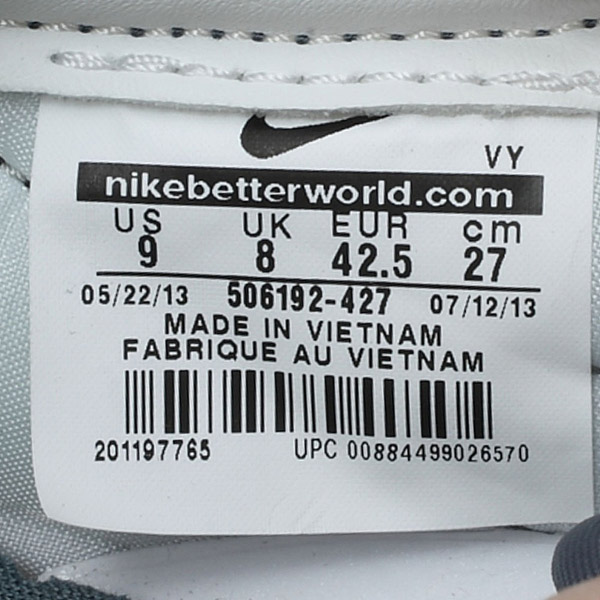 VY
nikebetterworld.com
US UK EUR cm
9 8 42.5 27
05/22/13 506192-427 07/12/13
MADE IN VIETNAM
FABRIQUE AU VIETNAM
201197765 UPC 00884499026570